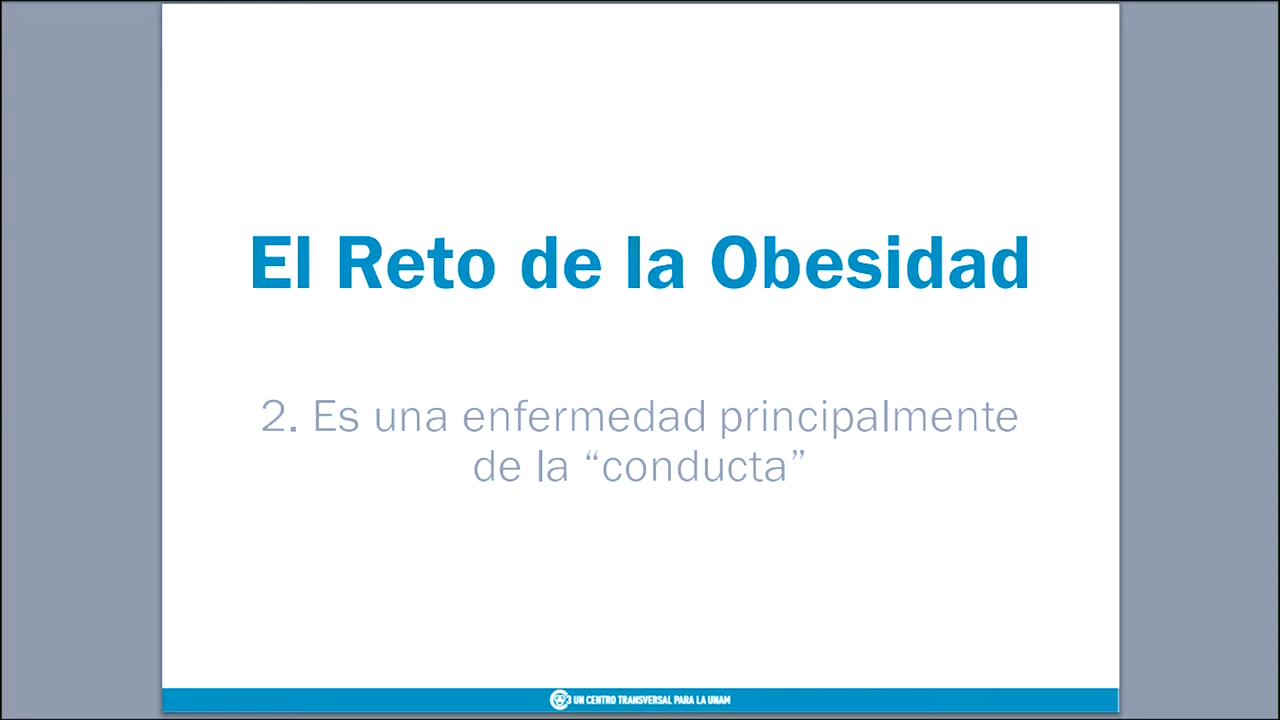 El Reto de la Obesidad
2. Es una enfermedad principalmente
de la “conducta”
C3 UN CENTRO TRANSVERSAL PARA LA UNAM